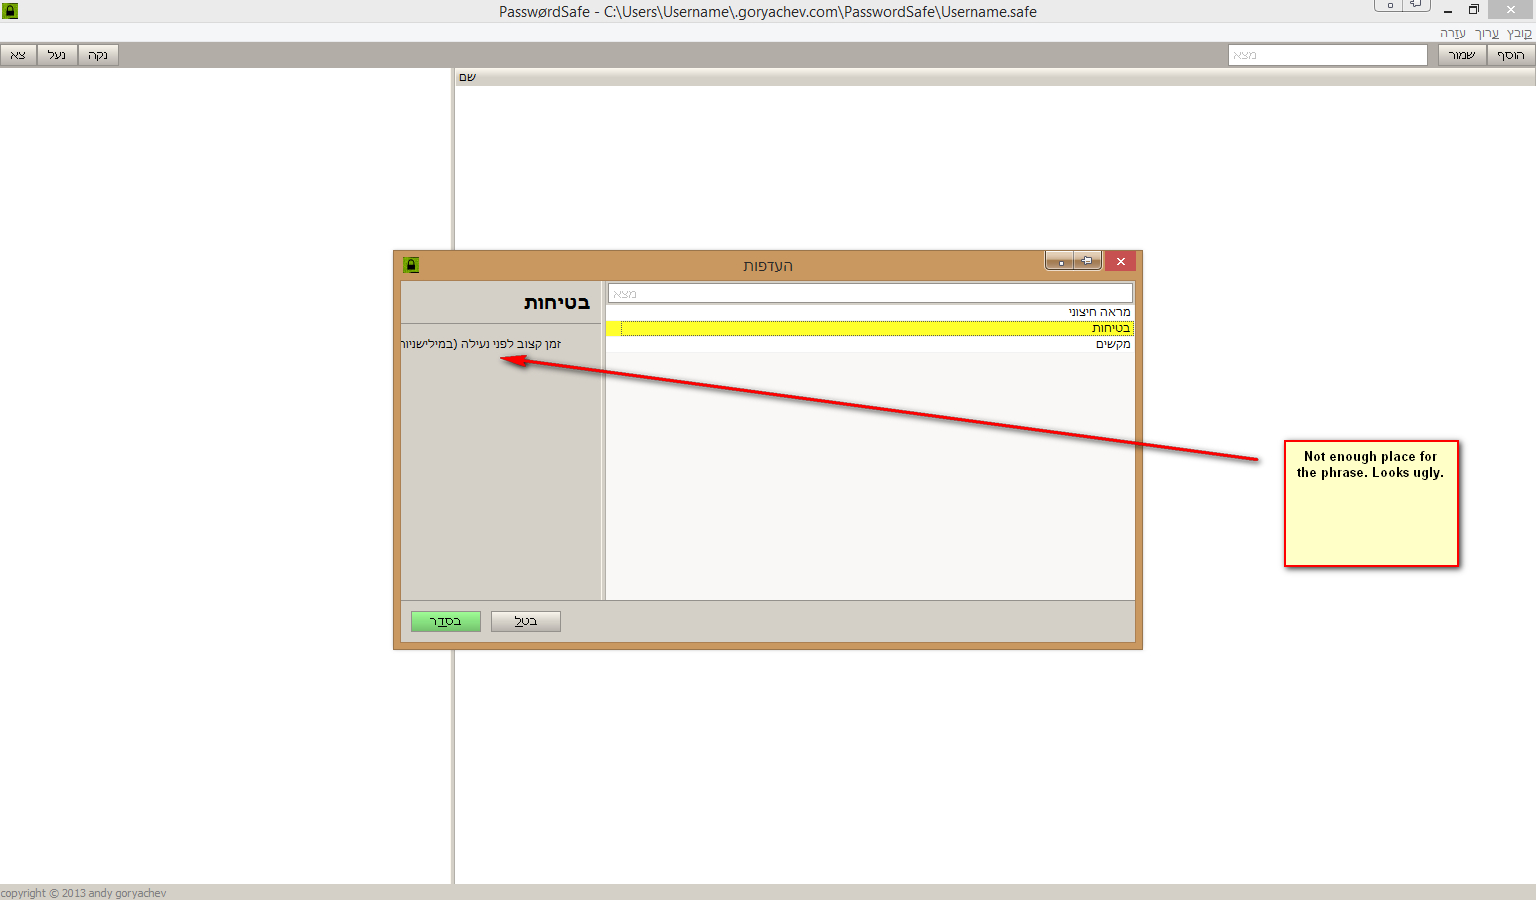 PasswørdSafe - C:\Users\Username\.goryachev.com\PasswordSafe\Username.safe
קובץ ערוך עזרה
הוסף שמור מצא נקה נעל צא
שם
העדפות
מצא
מראה חיצוני
בטיחות
מקשים
בטיחות
זמן קצוב לפני נעילה (במילישניות
בסדר בטל
Not enough place for
the phrase. Looks ugly.
copyright © 2013 andy goryachev